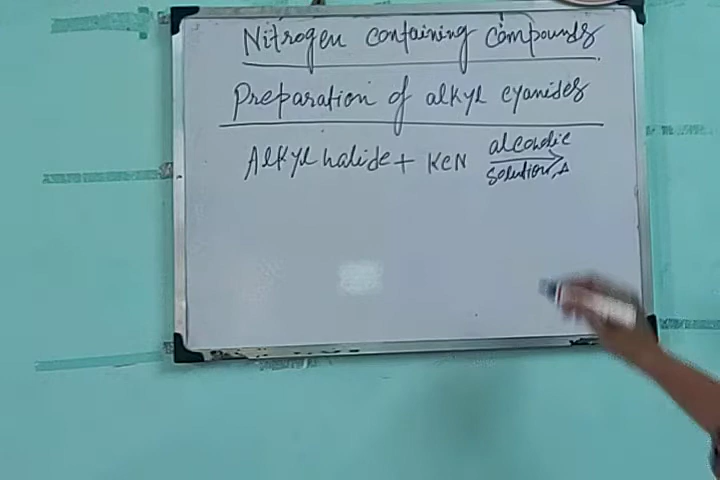 Nitrogen containing compounds
Preparation of alkyl cyanides
Alkyl halide + KCN alcoholic solution, Δ →